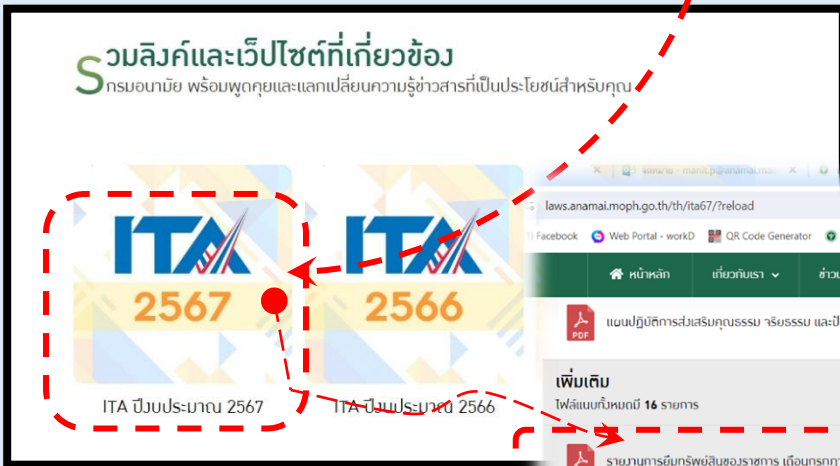 รวมลิงค์และเว็ปไซต์ที่เกี่ยวข้อง
กรมอนามัย พร้อมพูดคุยและแลกเปลี่ยนความรู้ข่าวสารที่เป็นประโยชน์สำหรับคุณ
ITA
2567
ITA ปีงบประมาณ 2567
ITA
2566
ITA ปีงบประมาณ 2566
laws.anamai.moph.go.th/th/ita67/?reload
Facebook Web Portal - workD QR Code Generator
หน้าหลัก เกี่ยวกับเรา
PDF แผนปฏิบัติการส่งเสริมคุณธรรม จริยธรรม และ
เพิ่มเติม
ไฟล์แนบทั้งหมดมี 16 รายการ
รายงานการยืมทรัพย์สินของราชการ